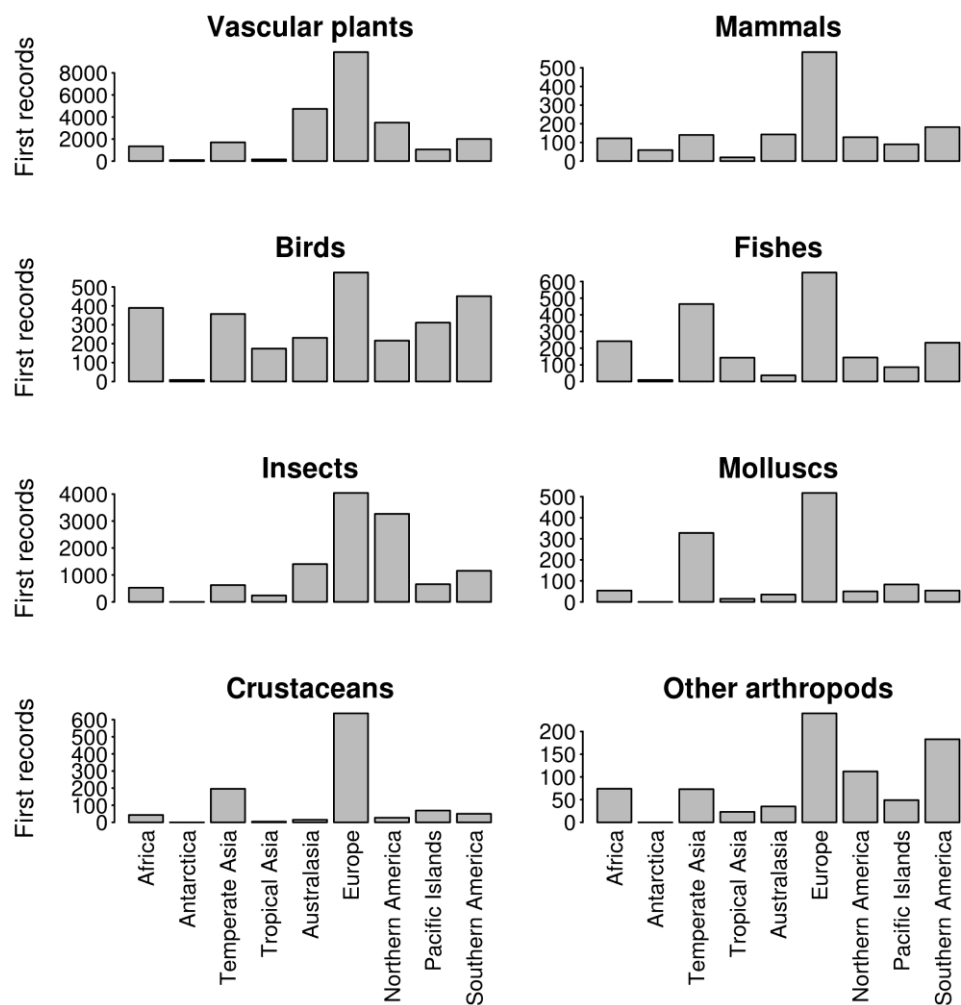 Vascular plants
First records
8000
6000
4000
2000
0
Mammals
500
400
300
200
100
0
Birds
First records
500
400
300
200
100
0
Fishes
600
500
400
300
200
100
0
Insects
First records
4000
3000
2000
1000
0
Molluscs
500
400
300
200
100
0
Crustaceans
First records
600
500
400
300
200
100
0
Africa
Antarctica
Temperate Asia
Tropical Asia
Australasia
Europe
Northern America
Pacific Islands
Southern America
Other arthropods
200
150
100
50
0
Africa
Antarctica
Temperate Asia
Tropical Asia
Australasia
Europe
Northern America
Pacific Islands
Southern America